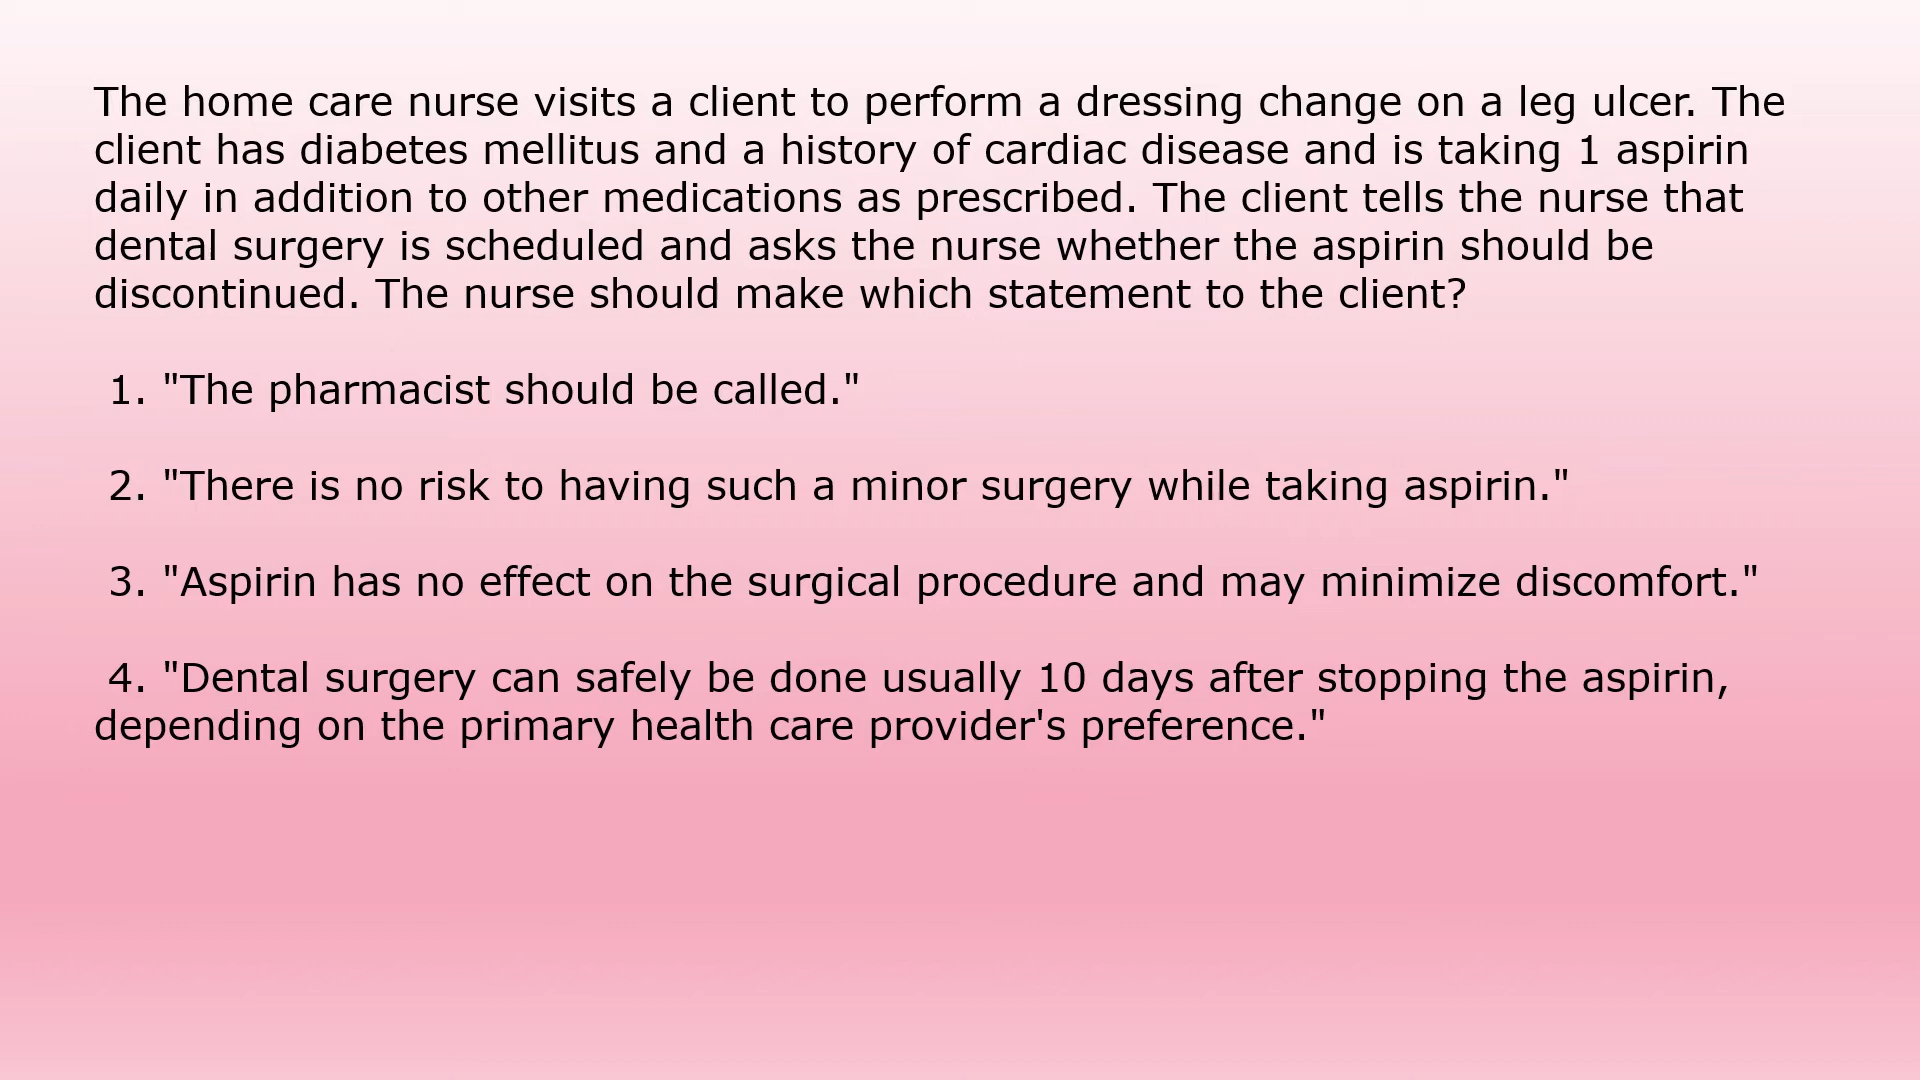 The home care nurse visits a client to perform a dressing change on a leg ulcer. The
client has diabetes mellitus and a history of cardiac disease and is taking 1 aspirin
daily in addition to other medications as prescribed. The client tells the nurse that
dental surgery is scheduled and asks the nurse whether the aspirin should be
discontinued. The nurse should make which statement to the client?
1. "The pharmacist should be called."
2. "There is no risk to having such a minor surgery while taking aspirin."
3. "Aspirin has no effect on the surgical procedure and may minimize discomfort."
4. "Dental surgery can safely be done usually 10 days after stopping the aspirin,
depending on the primary health care provider's preference."